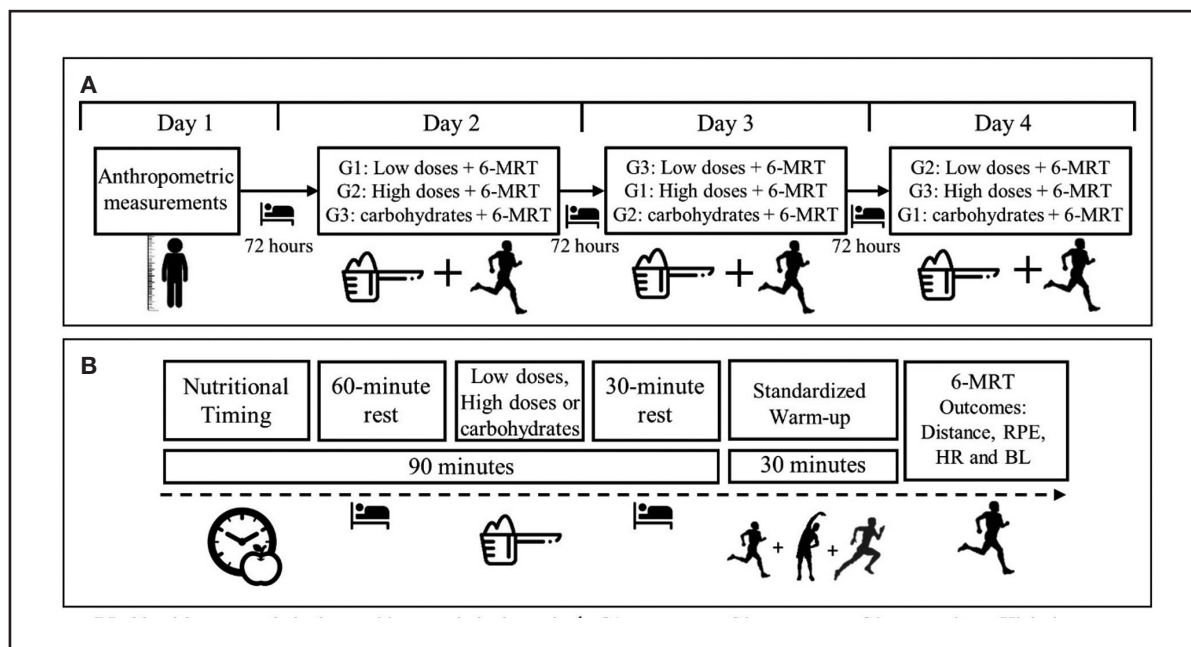 A
Day 1
Day 2
Day 3
Day 4
Anthropometric
measurements
72 hours
G1: Low doses + 6-MRT
G2: High doses + 6-MRT
G3: carbohydrates + 6-MRT
72 hours
G3: Low doses + 6-MRT
G1: High doses + 6-MRT
G2: carbohydrates + 6-MRT
72 hours
G2: Low doses + 6-MRT
G3: High doses + 6-MRT
G1: carbohydrates + 6-MRT
+
+
+
B
Nutritional
Timing
60-minute
rest
Low doses,
High doses or
carbohydrates
30-minute
rest
Standardized
Warm-up
6-MRT
Outcomes:
Distance, RPE,
HR and BL
90 minutes
30 minutes
+ +